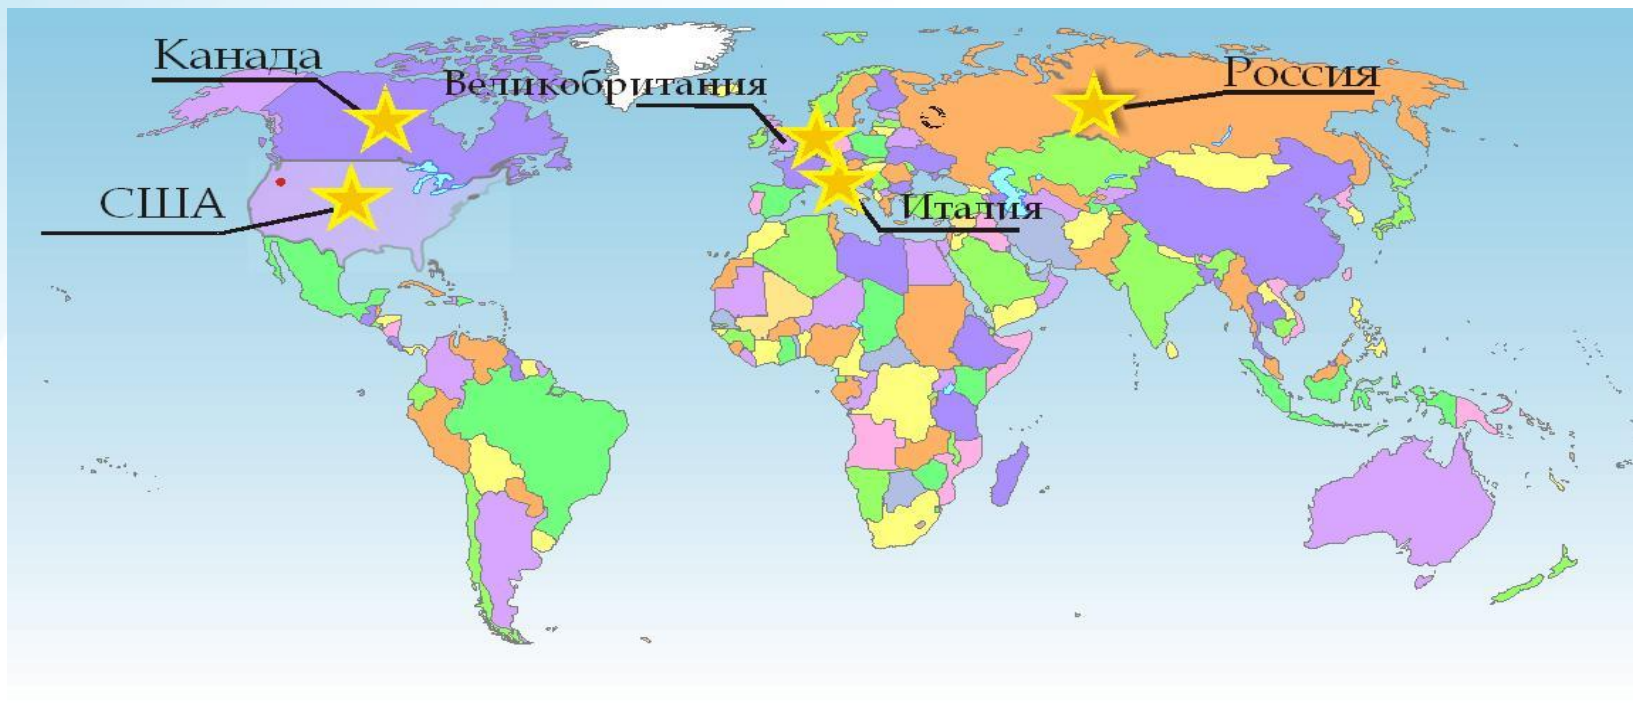 Канада
Великобритания
Россия
США
Италия